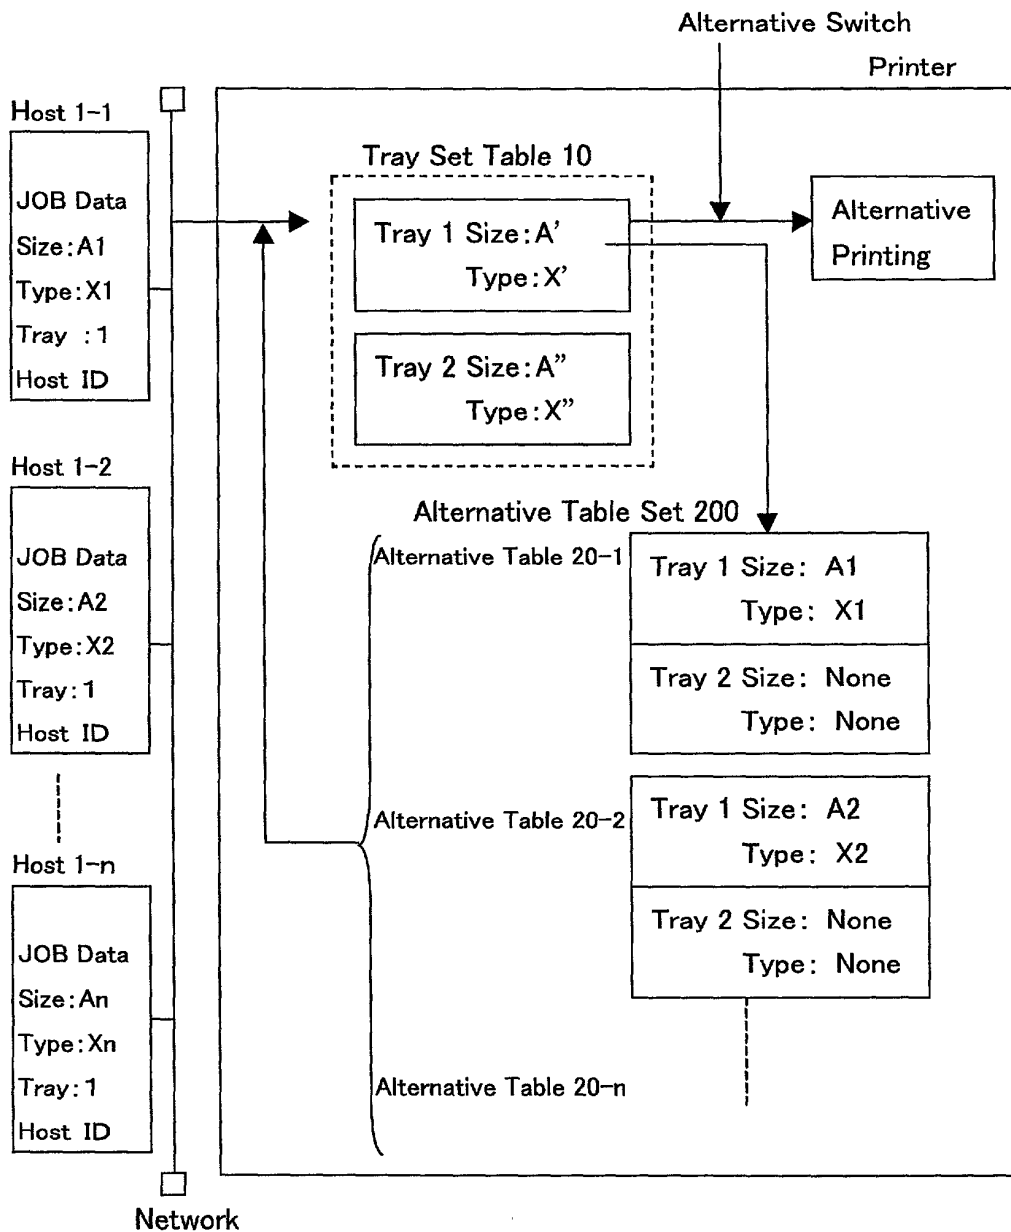 Alternative Switch
Printer
Host 1-1
JOB Data
Size:A1
Type:X1
Tray :1
Host ID
Tray Set Table 10
Tray 1 Size:A'
Type:X'
Tray 2 Size:A”
Type:X”
Alternative
Printing
Host 1-2
JOB Data
Size:A2
Type:X2
Tray:1
Host ID
Host 1-n
JOB Data
Size:An
Type:Xn
Tray:1
Host ID
Alternative Table Set 200
Alternative Table 20-1
Tray 1 Size: A1
Type: X1
Tray 2 Size: None
Type: None
Alternative Table 20-2
Tray 1 Size: A2
Type: X2
Tray 2 Size: None
Type: None
Alternative Table 20-n
Network